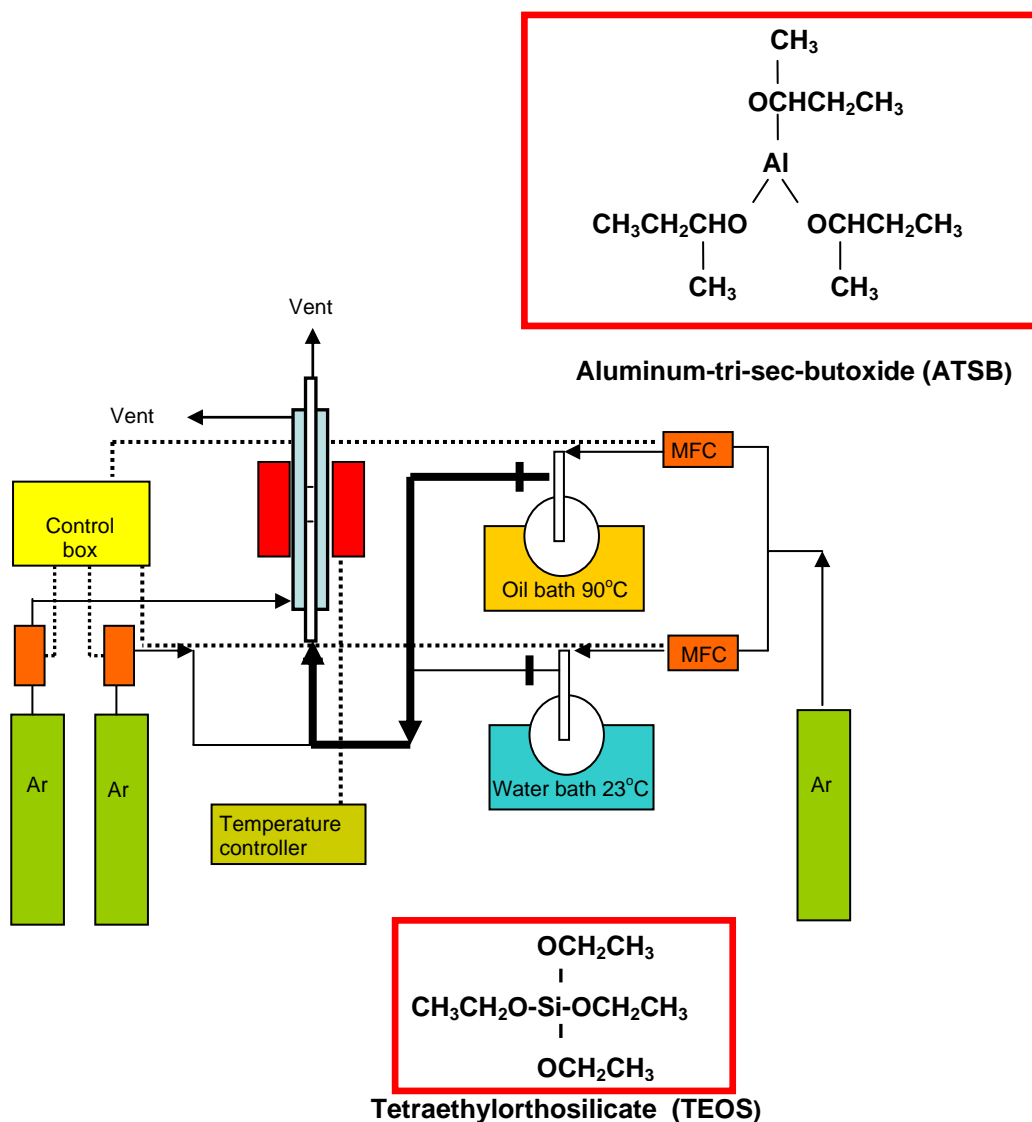 CH₃
OCHCH₂CH₃
Al
CH₃CH₂CHO OCHCH₂CH₃
CH₃ CH₃
Aluminum-tri-sec-butoxide (ATSB)
Vent
Vent
MFC
Control
box
Oil bath 90°C
MFC
Water bath 23°C
Ar
Ar
Ar
Temperature
controller
OCH₂CH₃
CH₃CH₂O-Si-OCH₂CH₃
OCH₂CH₃
Tetraethylorthosilicate (TEOS)